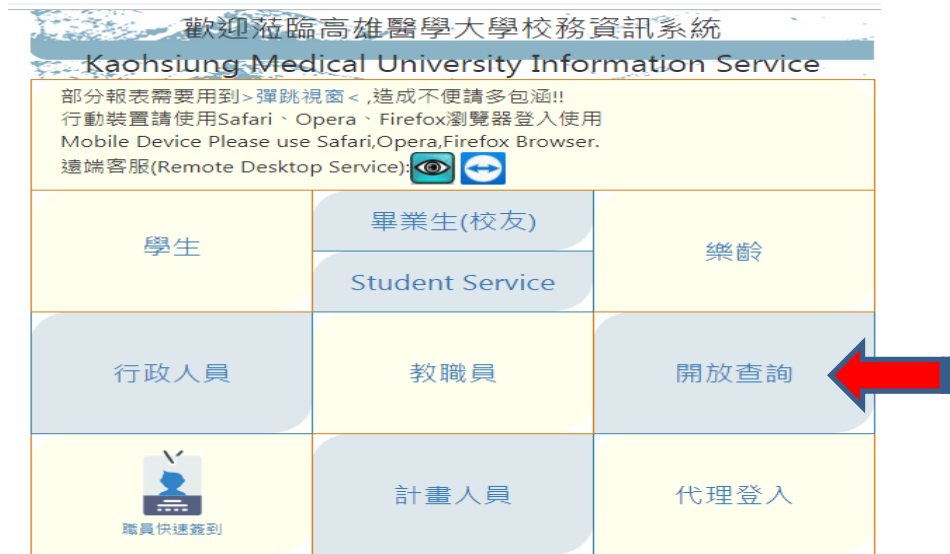 歡迎蒞臨高雄醫學大學校務資訊系統
Kaohsiung Medical University Information Service
部分報表需要用到>彈跳視窗< ,造成不便請多包涵!!
行動裝置請使用Safari、Opera、Firefox瀏覽器登入使用
Mobile Device Please use Safari,Opera,Firefox Browser.
遠端客服(Remote Desktop Service):
學生
畢業生(校友)
Student Service
樂齡
行政人員
教職員
開放查詢
職員快速簽到
計畫人員
代理登入